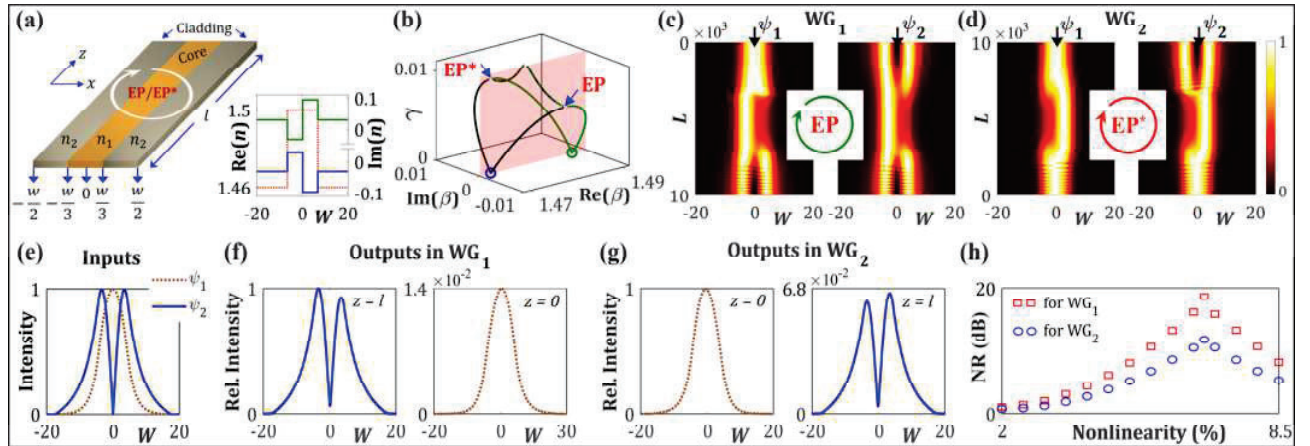 (a)
Cladding
Core
z
x
EP/EP*
l
n2 n1 n2
-w/2 -w/3 0 w/3 w/2
1.5
Re(n)
1.46
0.1
0
0
-0.1
Im(n)
-20 0 W 20
(b)
0.01
γ
0
EP*
EP
0.01
Im(β) 0
-0.01
1.47
Re(β)
1.49
(c) WG1
×10³
ψ1 ψ2
0
L
10
EP
-20 0 W 20
-20 0 W 20
(d) WG2
×10³
ψ1 ψ2
10
L
0
EP*
-20 0 W 20
-20 0 W 20
1
0
(e) Inputs
ψ1
ψ2
1
Intensity
0
-20 0 W 20
(f) Outputs in WG1
1
Rel. Intensity
0
z=l
-20 0 W 20
×10⁻²
1.4
0
z=0
-30 0 W 30
(g) Outputs in WG2
1
Rel. Intensity
0
z=0
-20 0 W 20
×10⁻²
6.8
0
z=l
-20 0 W 20
(h)
20
NR (dB)
0
for WG1
for WG2
2 Nonlinearity (%) 8.5